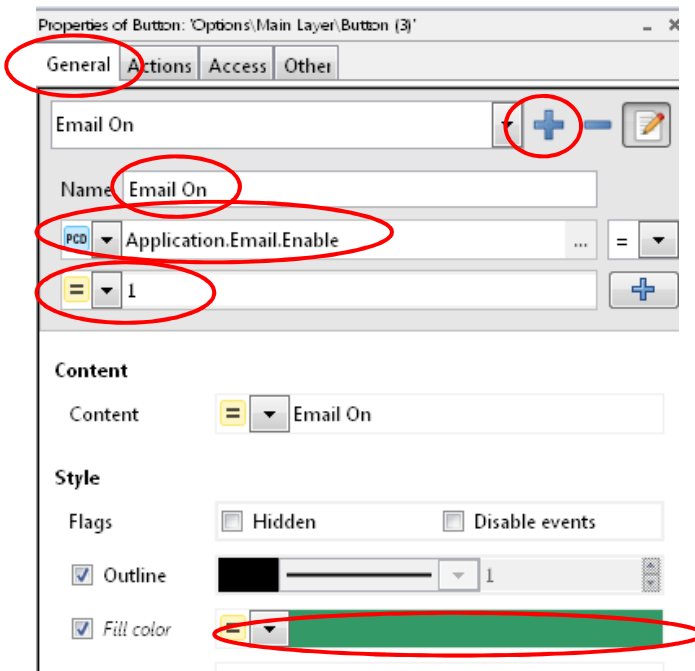 Properties of Button: 'Options\Main Layer\Button (3)'
General Actions Access Other
Email On
Name Email On
PCD Application.Email.Enable ... =
= 1
Content
Content = Email On
Style
Flags Hidden Disable events
Outline 1
Fill color =